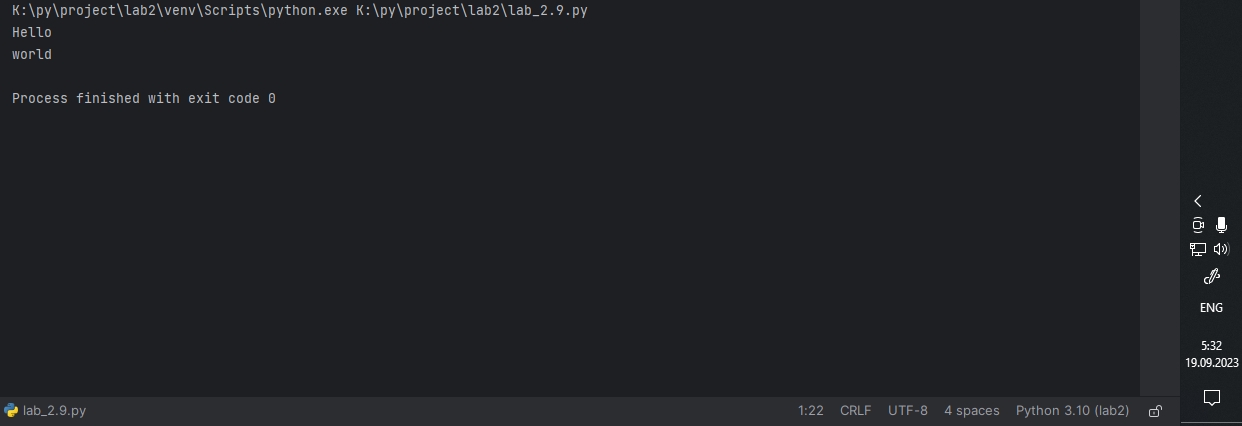 K:\py\project\lab2\venv\Scripts\python.exe K:\py\project\lab2\lab_2.9.py
Hello
world
Process finished with exit code 0
ENG
5:32
19.09.2023
lab_2.9.py 1:22 CRLF UTF-8 4 spaces Python 3.10 (lab2)